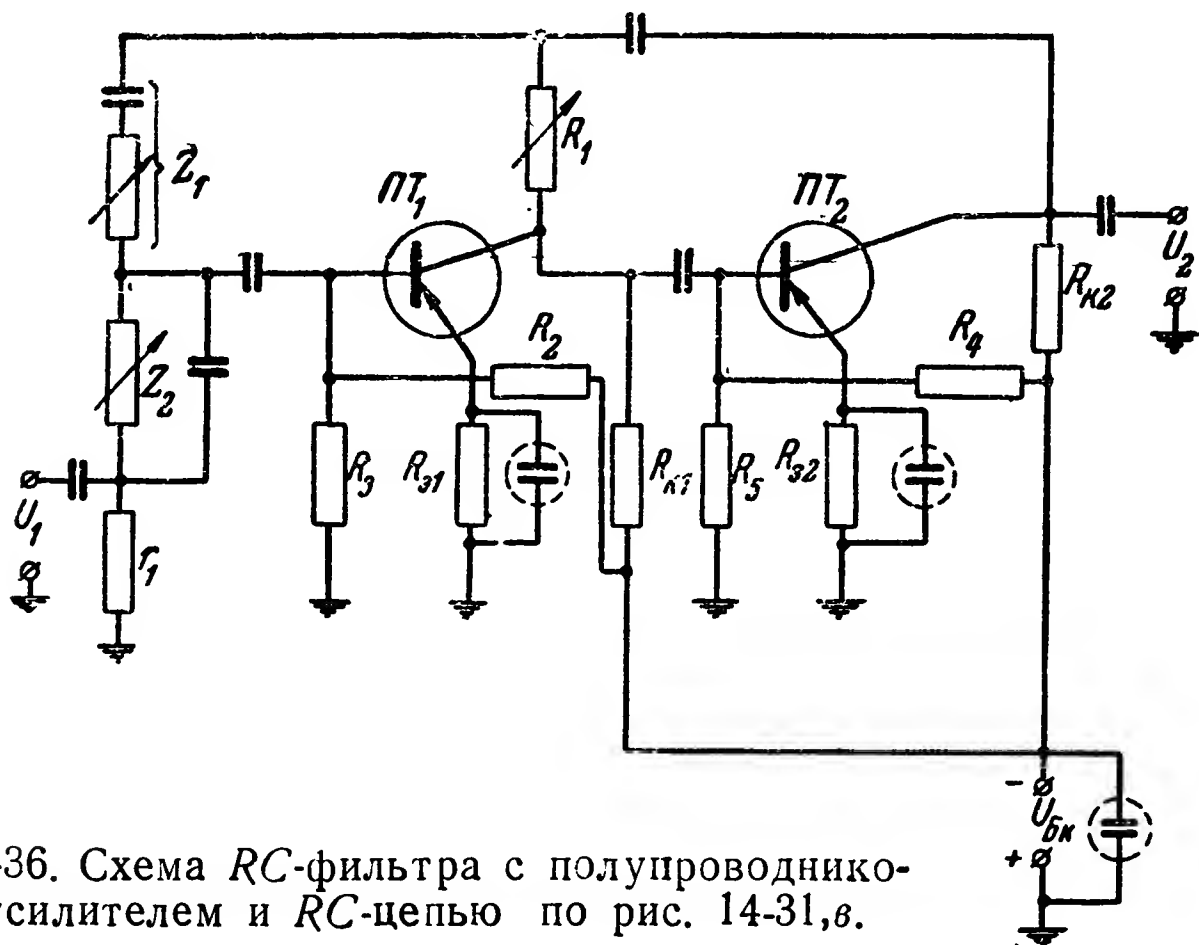 Z₁
R₁
ПТ₁
ПТ₂
U₂
Rк2
R₂
R₄
Z₂
R₃
Rэ1
Rк1
R₅
Rэ2
U₁
r₁
-
Uбк
+
-36. Схема RC-фильтра с полупроводнико-
усилителем и RC-цепью по рис. 14-31,в.